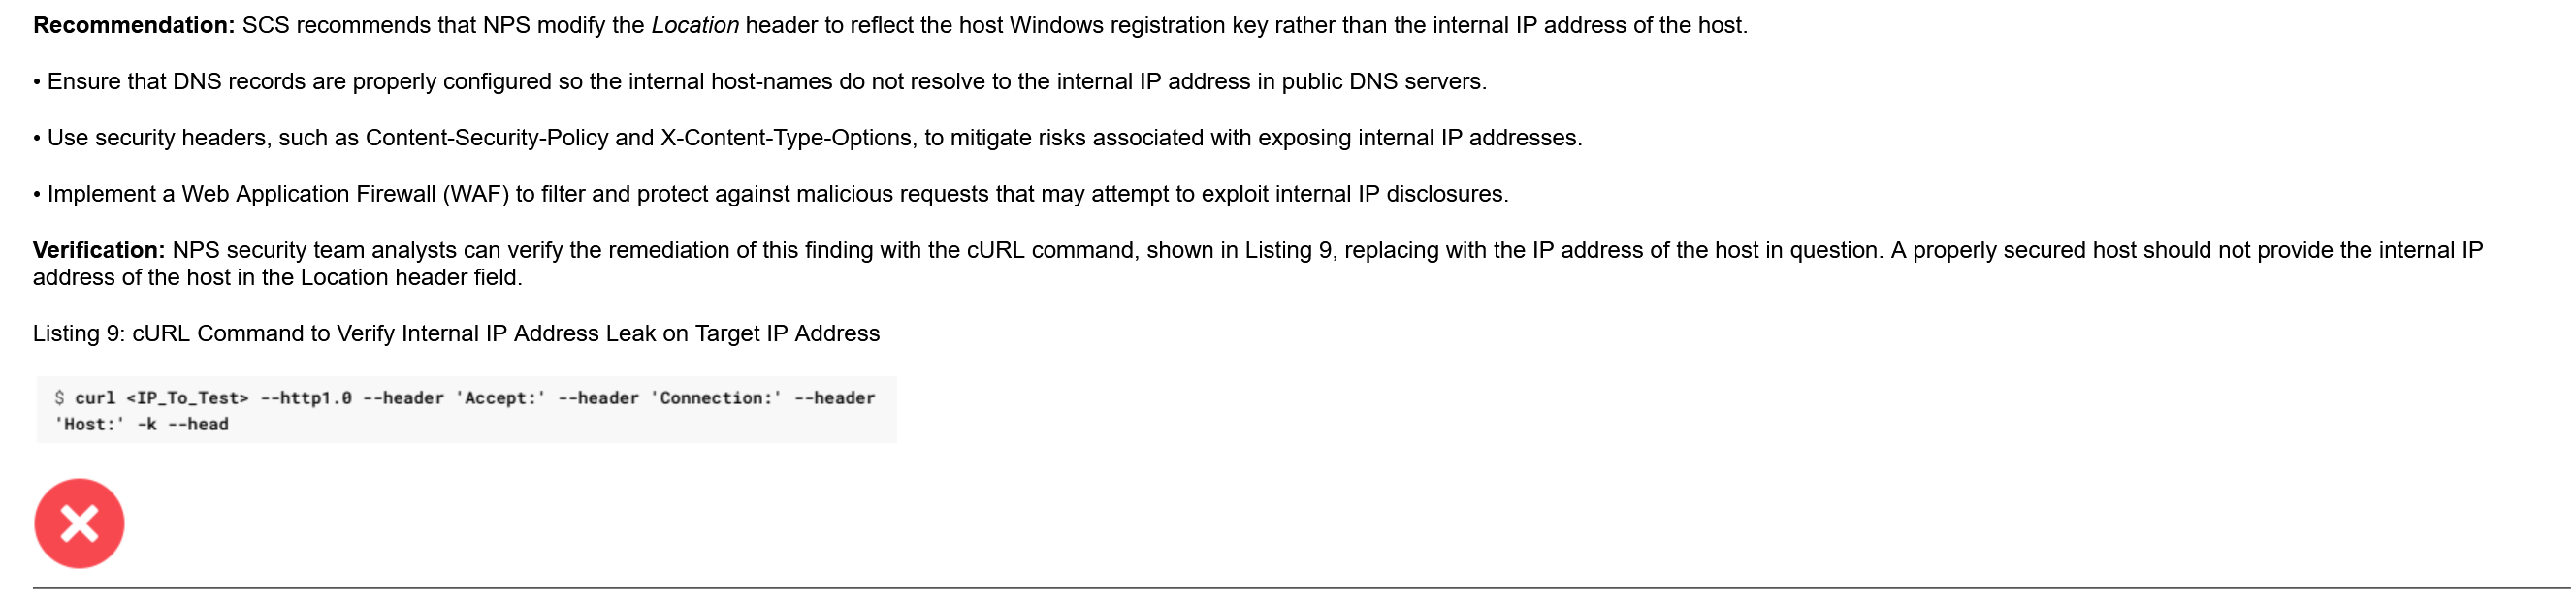 Recommendation: SCS recommends that NPS modify the Location header to reflect the host Windows registration key rather than the internal IP address of the host.
• Ensure that DNS records are properly configured so the internal host-names do not resolve to the internal IP address in public DNS servers.
• Use security headers, such as Content-Security-Policy and X-Content-Type-Options, to mitigate risks associated with exposing internal IP addresses.
• Implement a Web Application Firewall (WAF) to filter and protect against malicious requests that may attempt to exploit internal IP disclosures.
Verification: NPS security team analysts can verify the remediation of this finding with the cURL command, shown in Listing 9, replacing with the IP address of the host in question. A properly secured host should not provide the internal IP
address of the host in the Location header field.
Listing 9: cURL Command to Verify Internal IP Address Leak on Target IP Address
$ curl <IP_To_Test> --http1.0 --header 'Accept:' --header 'Connection:' --header
'Host:' -k --head